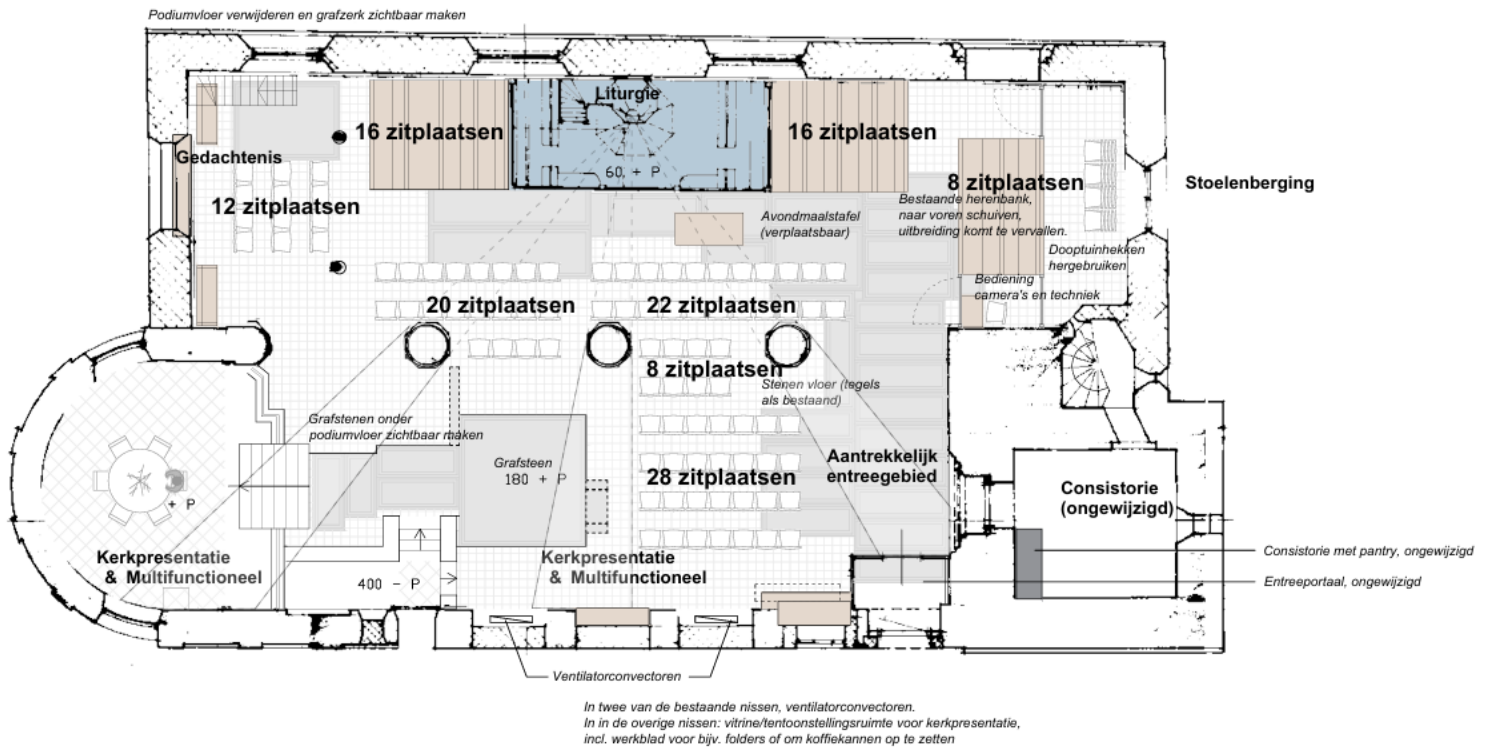 Podiumvloer verwijderen en grafzerk zichtbaar maken
Liturgie
16 zitplaatsen
16 zitplaatsen
Gedachtenis
60 + P
8 zitplaatsen
Stoelenberging
12 zitplaatsen
Bestaande herenbank,
naar voren schuiven,
uitbreiding komt te vervallen.
Avondmaalstafel
(verplaatsbaar)
Dooptuinhekken
hergebruiken
Bediening
camera's en techniek
20 zitplaatsen
22 zitplaatsen
8 zitplaatsen
Stenen vloer (tegels
als bestaand)
Grafstenen onder
podiumvloer zichtbaar maken
Grafsteen
180 + P
Aantrekkelijk
entreegebied
28 zitplaatsen
Consistorie
(ongewijzigd)
+ P
Kerkpresentatie
& Multifunctioneel
Kerkpresentatie
& Multifunctioneel
400 - P
Consistorie met pantry, ongewijzigd
Entreeportaal, ongewijzigd
Ventilatorconvectoren
In twee van de bestaande nissen, ventilatorconvectoren.
In in de overige nissen: vitrine/tentoonstellingsruimte voor kerkpresentatie,
incl. werkblad voor bijv. folders of om koffiekannen op te zetten